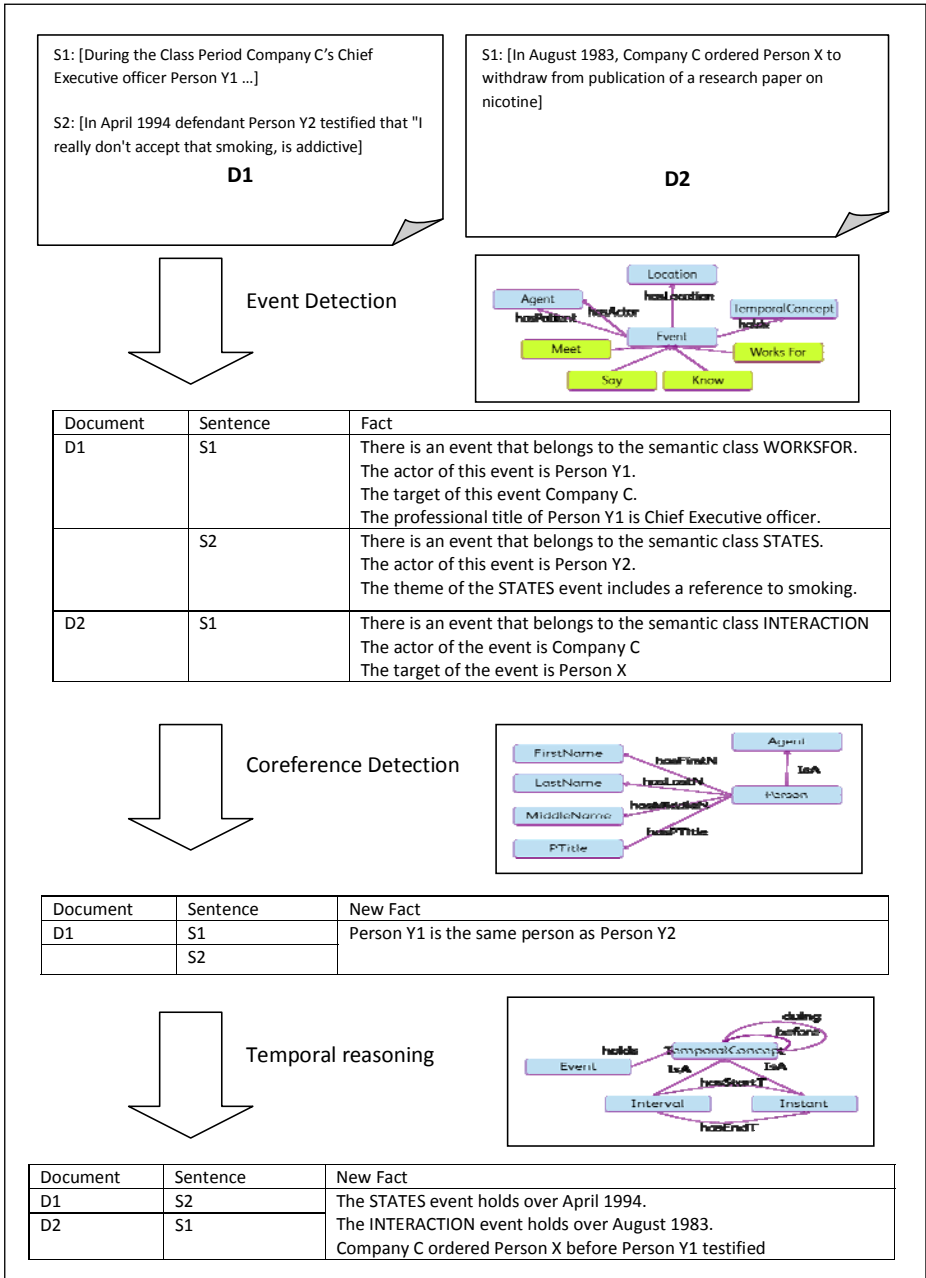 S1: [During the Class Period Company C's Chief
Executive officer Person Y1 ...]
S2: [In April 1994 defendant Person Y2 testified that "I
really don't accept that smoking, is addictive]
D1
S1: [In August 1983, Company C ordered Person X to
withdraw from publication of a research paper on
nicotine]
D2
Event Detection
Location
hasLocation
Agent
hasPatient
hasActor
TemporalConcept
holds
Event
Meet
Works For
Say
Know
Document Sentence Fact
D1 S1 There is an event that belongs to the semantic class WORKSFOR.
The actor of this event is Person Y1.
The target of this event Company C.
The professional title of Person Y1 is Chief Executive officer.
S2 There is an event that belongs to the semantic class STATES.
The actor of this event is Person Y2.
The theme of the STATES event includes a reference to smoking.
D2 S1 There is an event that belongs to the semantic class INTERACTION
The actor of the event is Company C
The target of the event is Person X
Coreference Detection
FirstName
hasFirstN
Agent
IsA
LastName
hasLastN
Person
MiddleName
hasMiddleN
PTitle
hasPTitle
Document Sentence New Fact
D1 S1 Person Y1 is the same person as Person Y2
S2
Temporal reasoning
duing
before
holds
TemporalConcept
Event
IsA
IsA
hasStartT
Interval
Instant
hasEndT
Document Sentence New Fact
D1 S2 The STATES event holds over April 1994.
D2 S1 The INTERACTION event holds over August 1983.
Company C ordered Person X before Person Y1 testified